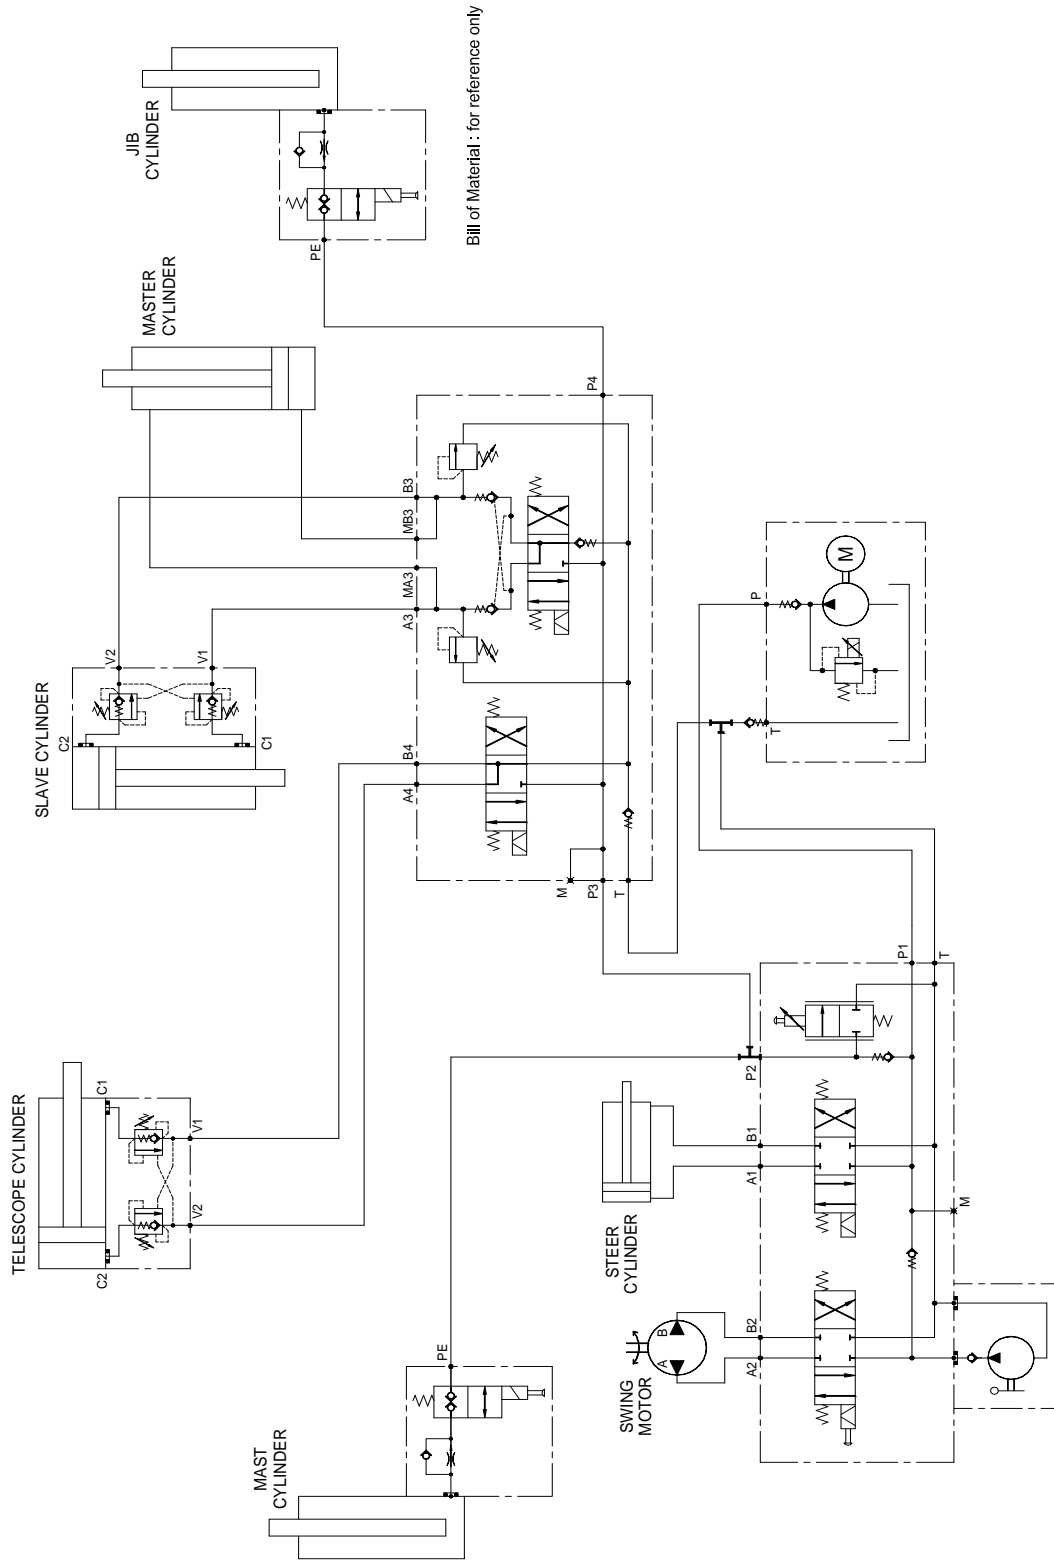 JIB
CYLINDER
Bill of Material : for reference only
PE
MASTER
CYLINDER
P4
B3
MB3
MA3
A3
V2
V1
C2
C1
SLAVE CYLINDER
B4
A4
M
P3
T
M
P
T
P1
T
TELESCOPE CYLINDER
C1
C2
V1
V2
P2
B1
A1
STEER
CYLINDER
M
B2
A2
B
A
SWING
MOTOR
PE
MAST
CYLINDER